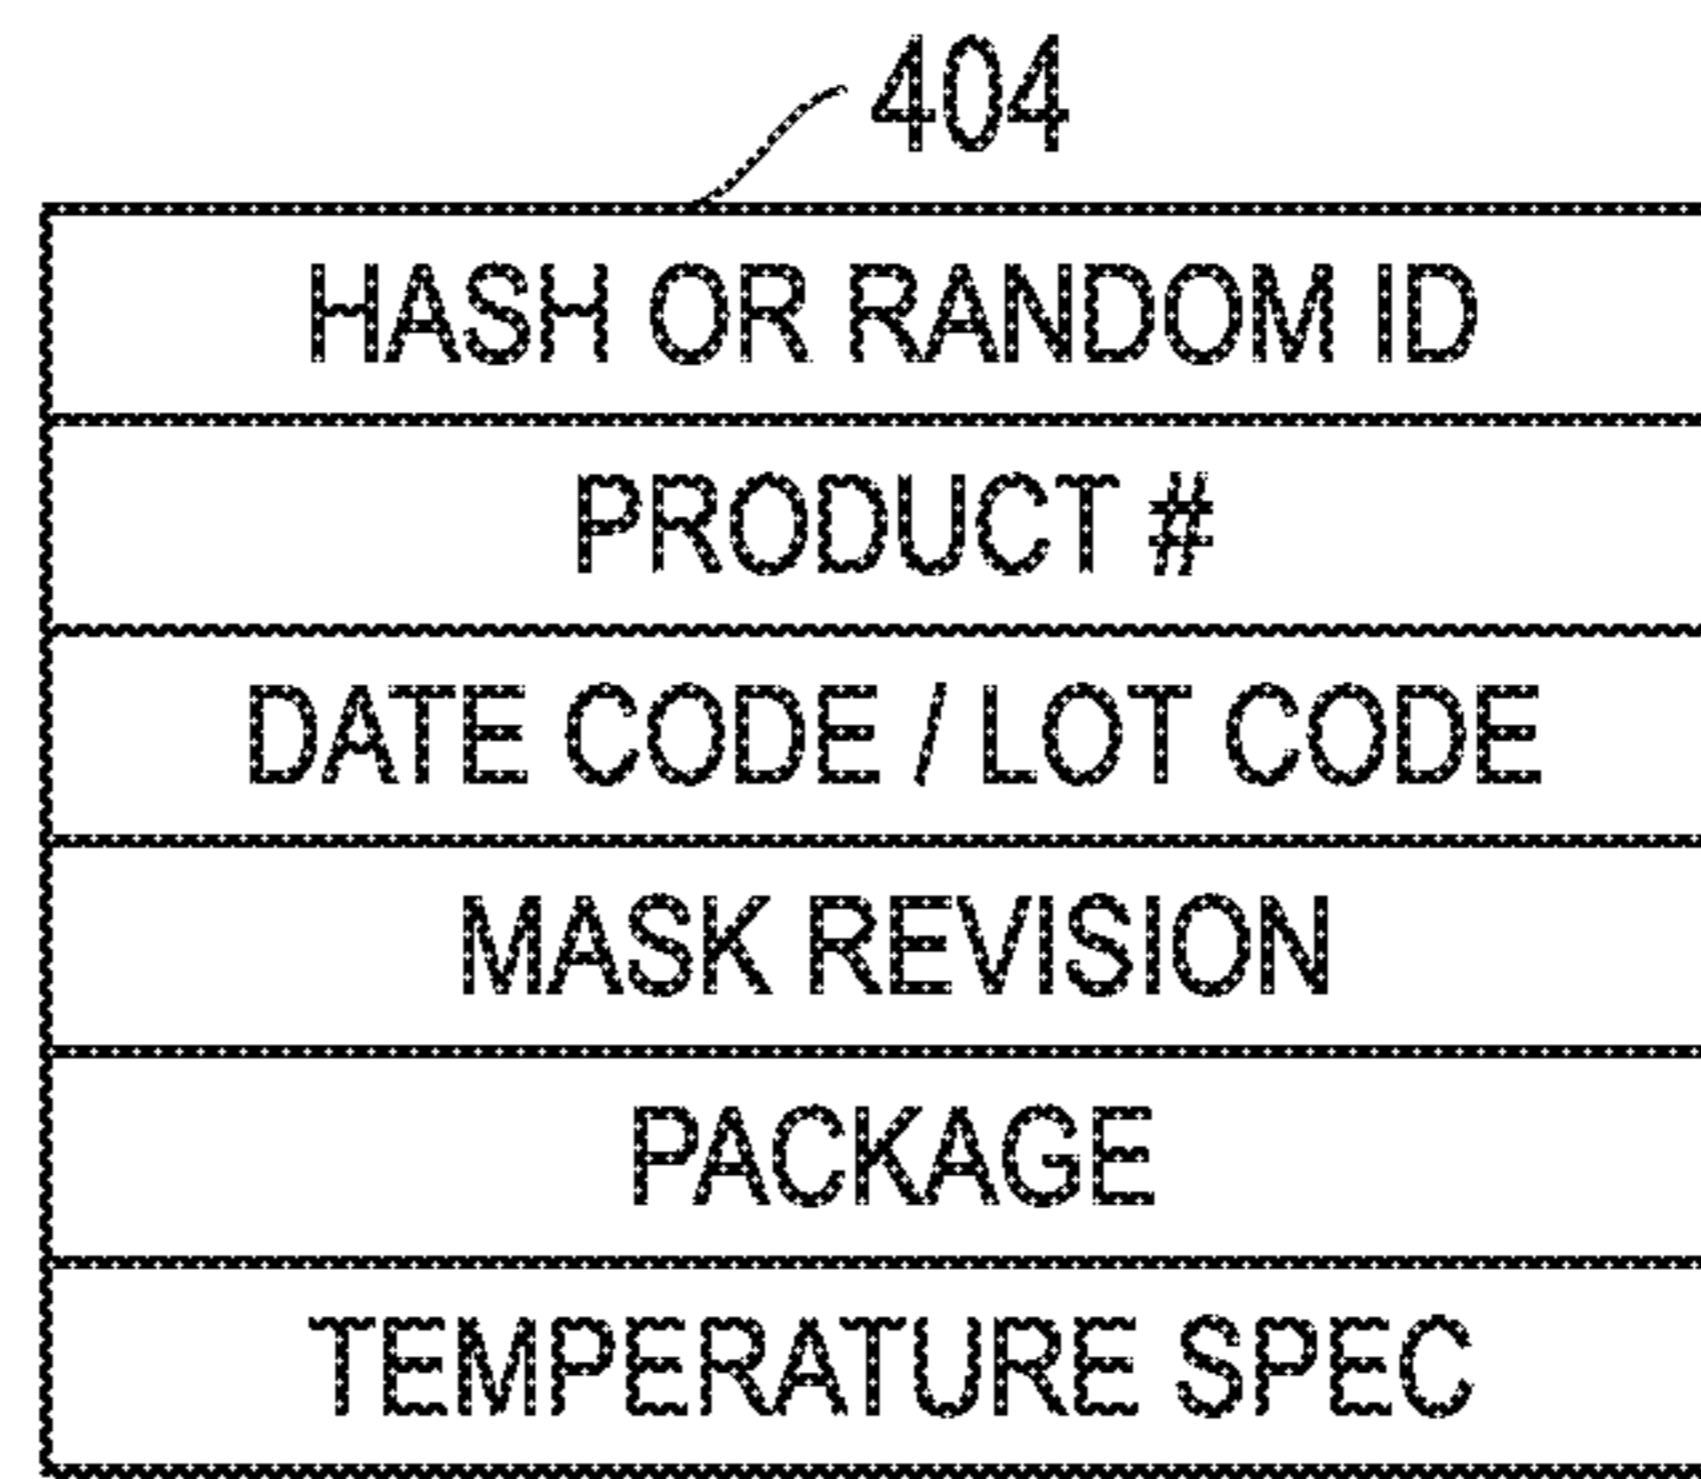 404
HASH OR RANDOM ID
PRODUCT #
DATE CODE / LOT CODE
MASK REVISION
PACKAGE
TEMPERATURE SPEC